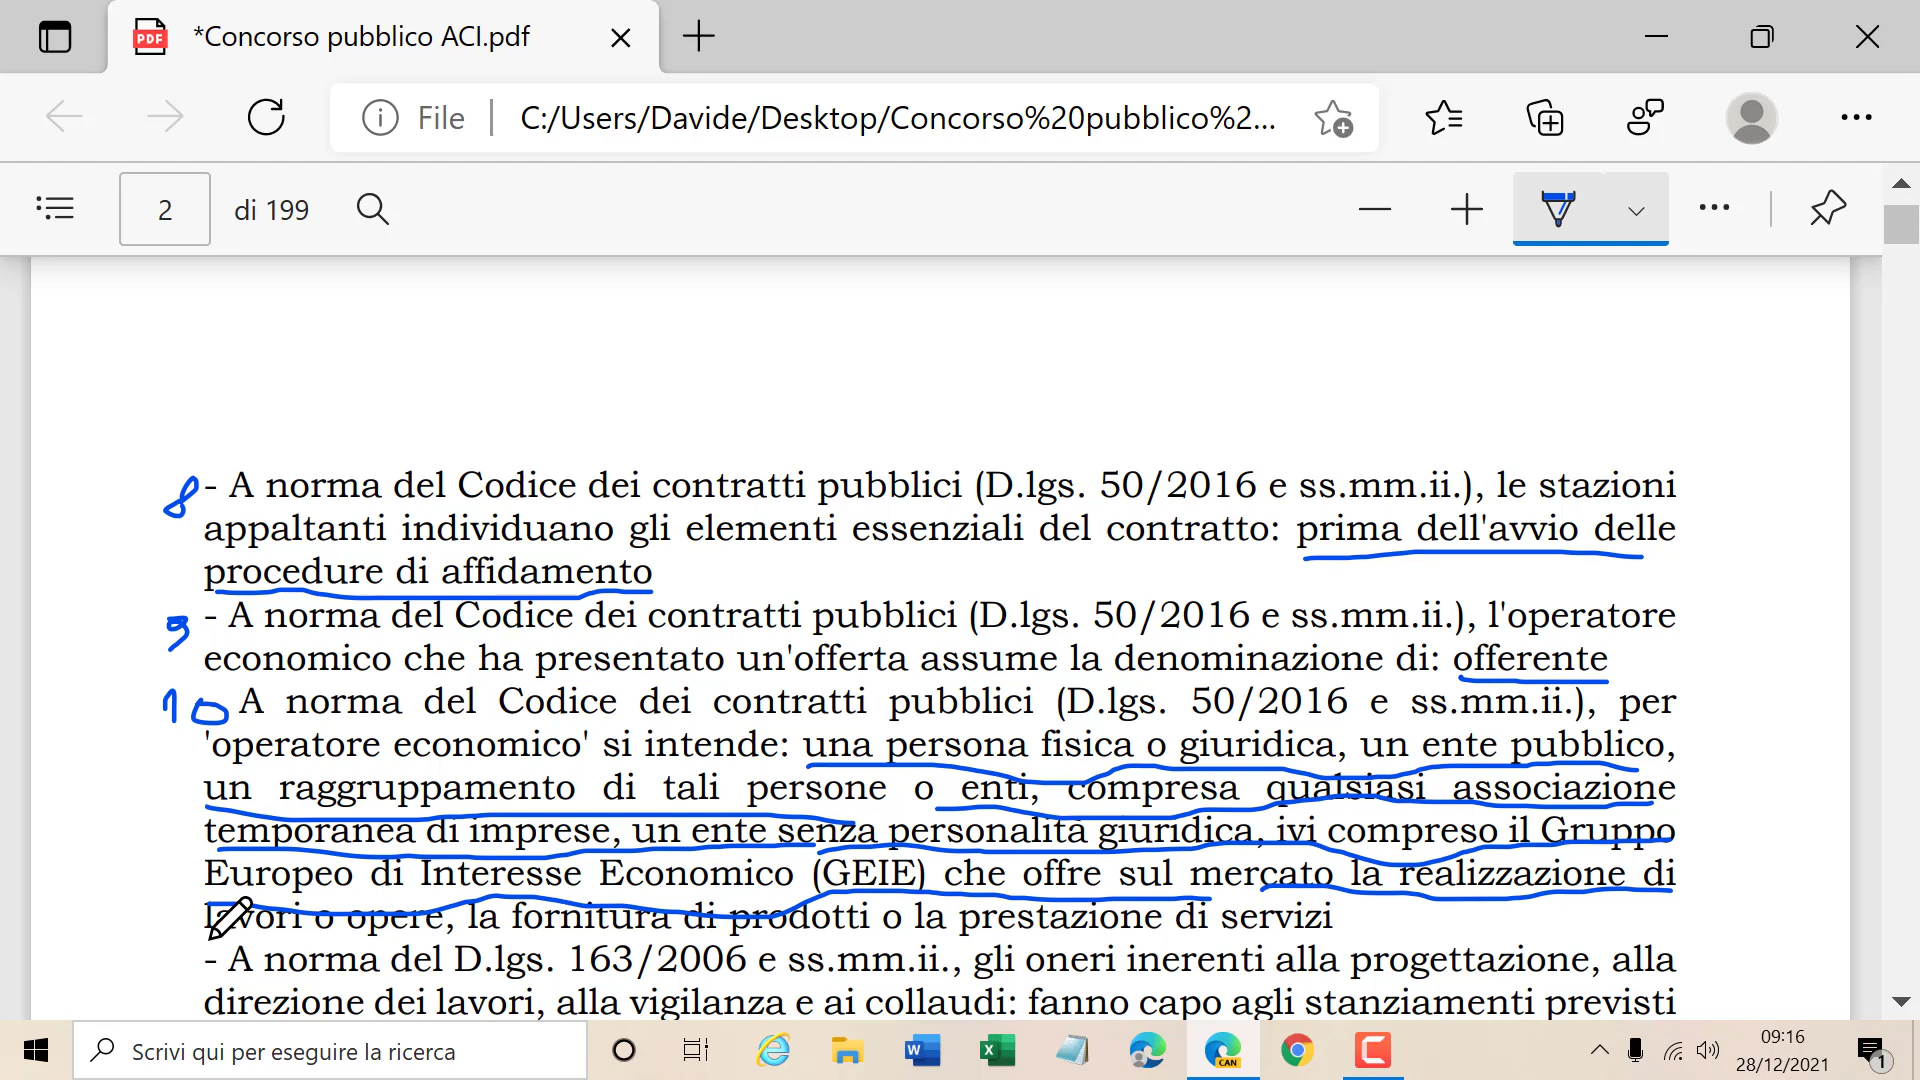 *Concorso pubblico ACI.pdf
File
C:/Users/Davide/Desktop/Concorso%20pubblico%2...
2 di 199
8 - A norma del Codice dei contratti pubblici (D.lgs. 50/2016 e ss.mm.ii.), le stazioni
appaltanti individuano gli elementi essenziali del contratto: prima dell'avvio delle
procedure di affidamento
9 - A norma del Codice dei contratti pubblici (D.lgs. 50/2016 e ss.mm.ii.), l'operatore
economico che ha presentato un'offerta assume la denominazione di: offerente
10 A norma del Codice dei contratti pubblici (D.lgs. 50/2016 e ss.mm.ii.), per
'operatore economico' si intende: una persona fisica o giuridica, un ente pubblico,
un raggruppamento di tali persone o enti, compresa qualsiasi associazione
temporanea di imprese, un ente senza personalità giuridica, ivi compreso il Gruppo
Europeo di Interesse Economico (GEIE) che offre sul mercato la realizzazione di
lavori o opere, la fornitura di prodotti o la prestazione di servizi
- A norma del D.lgs. 163/2006 e ss.mm.ii., gli oneri inerenti alla progettazione, alla
direzione dei lavori, alla vigilanza e ai collaudi: fanno capo agli stanziamenti previsti
Scrivi qui per eseguire la ricerca
CAN
09:16
28/12/2021
1